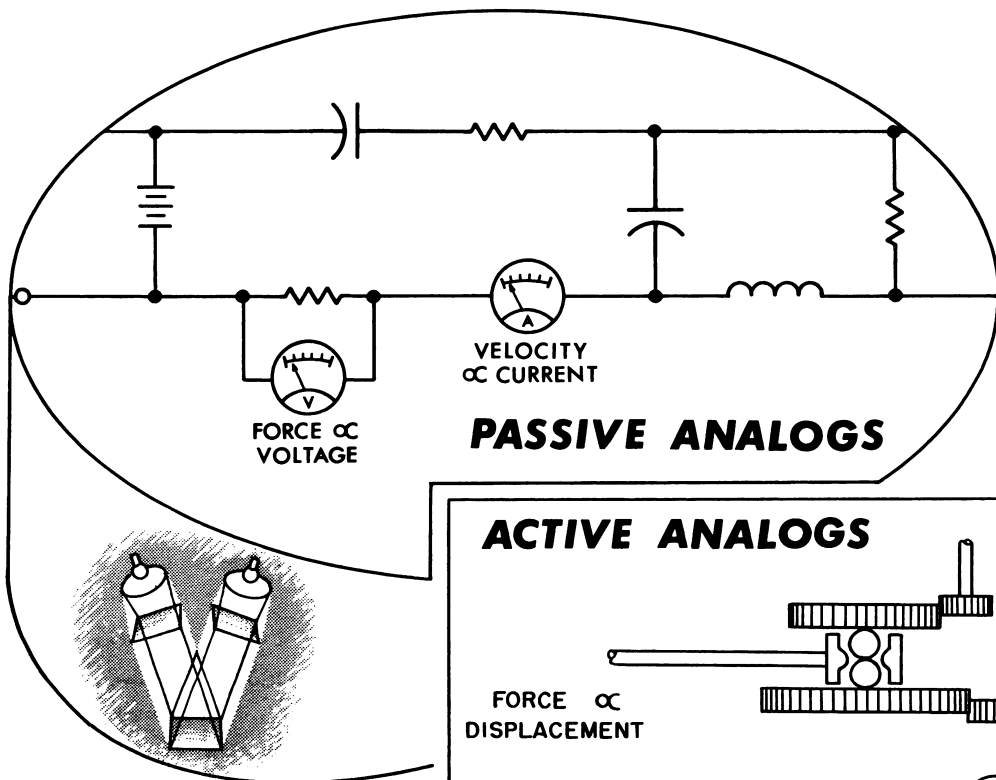 A
VELOCITY
∝ CURRENT
V
FORCE ∝
VOLTAGE
PASSIVE ANALOGS
ACTIVE ANALOGS
FORCE ∝
DISPLACEMENT